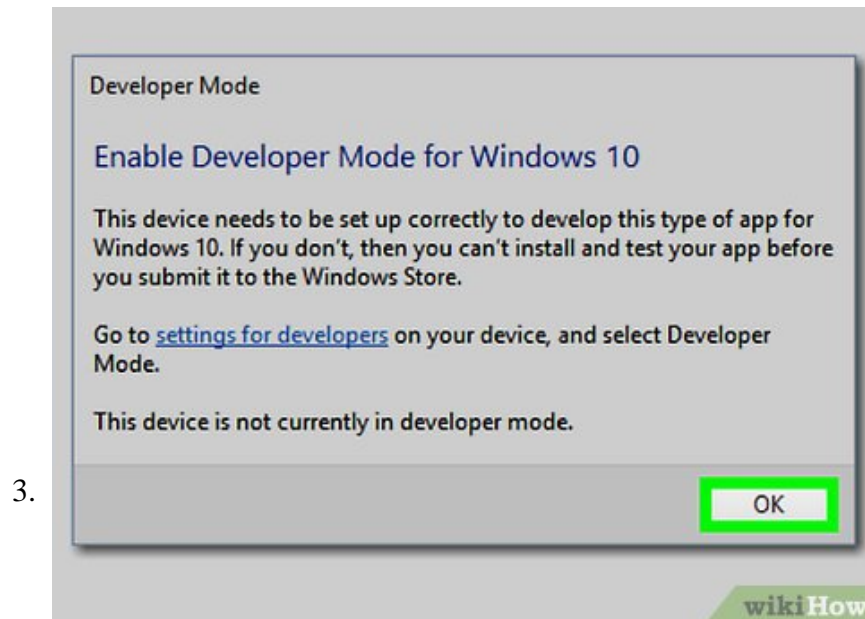 Developer Mode
Enable Developer Mode for Windows 10
This device needs to be set up correctly to develop this type of app for
Windows 10. If you don't, then you can't install and test your app before
you submit it to the Windows Store.
Go to settings for developers on your device, and select Developer
Mode.
This device is not currently in developer mode.
3.
OK
wikiHow